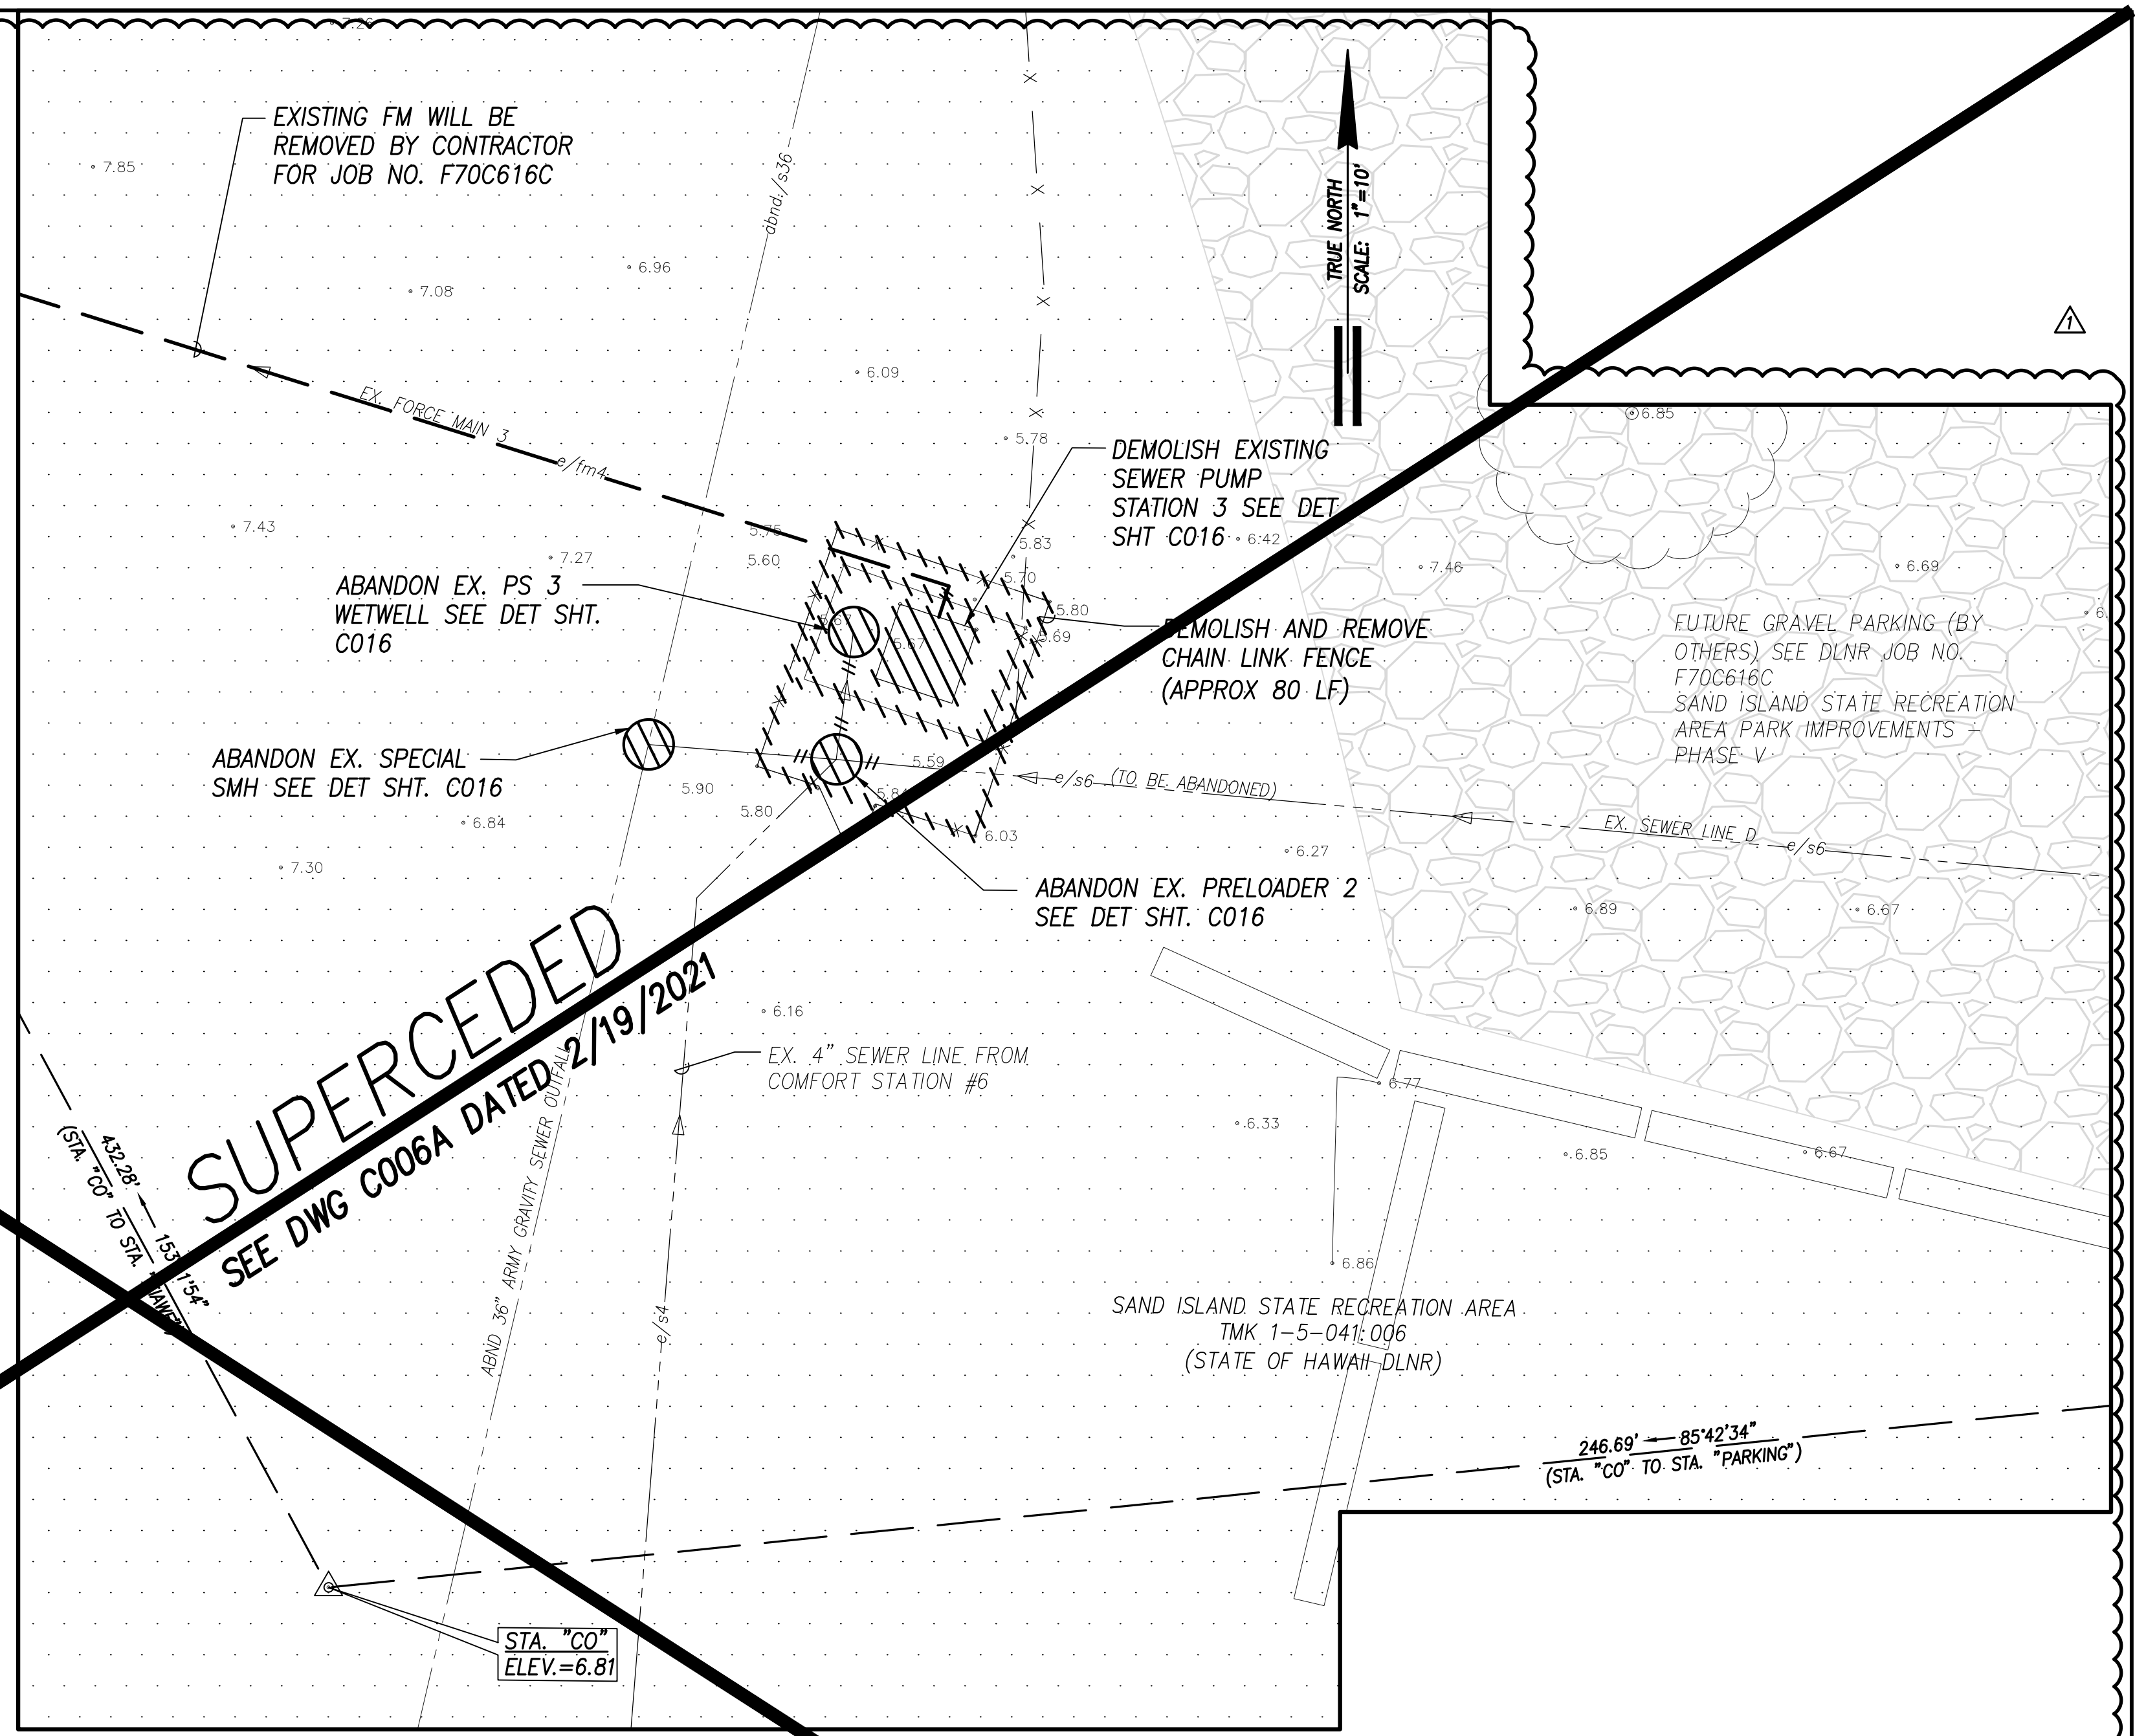 7.26
EXISTING FM WILL BE
REMOVED BY CONTRACTOR
FOR JOB NO. F70C616C
7.85
abnd./s36
TRUE NORTH
SCALE: 1"=10'
1
6.96
7.08
6.09
EX. FORCE MAIN 3
e/fm4
5.78
6.85
DEMOLISH EXISTING
SEWER PUMP
STATION 3 SEE DET
SHT C016
6.42
7.43
7.27
5.75
5.60
5.83
5.70
5.80
5.69
5.67
5.67
7.46
6.69
ABANDON EX. PS 3
WETWELL SEE DET SHT.
C016
DEMOLISH AND REMOVE
CHAIN LINK FENCE
(APPROX 80 LF)
FUTURE GRAVEL PARKING (BY
OTHERS) SEE DLNR JOB NO.
F70C616C
SAND ISLAND STATE RECREATION
AREA PARK IMPROVEMENTS –
PHASE V
ABANDON EX. SPECIAL
SMH SEE DET SHT. C016
5.90
5.80
5.59
5.84
e/s6 (TO BE ABANDONED)
EX. SEWER LINE D
e/s6
6.84
6.03
6.27
7.30
ABANDON EX. PRELOADER 2
SEE DET SHT. C016
6.89
6.67
SUPERCEDED
SEE DWG C006A DATED 2/19/2021
6.16
EX. 4" SEWER LINE FROM
COMFORT STATION #6
6.77
6.33
6.85
6.67
ABND 36" ARMY GRAVITY SEWER OUTFALL
e/s4
432.28'
(STA. "CO" TO STA.
6.86
SAND ISLAND STATE RECREATION AREA
TMK 1-5-041:006
(STATE OF HAWAII DLNR)
246.69' 85°42'34"
(STA. "CO" TO STA. "PARKING")
STA. "CO"
ELEV.=6.81